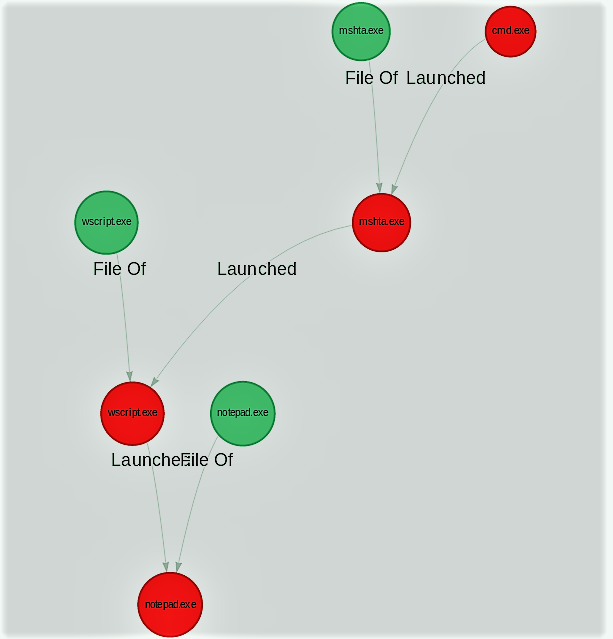 mshta.exe
cmd.exe
File Of
Launched
wscript.exe
mshta.exe
File Of
Launched
wscript.exe
notepad.exe
Launched
File Of
notepad.exe